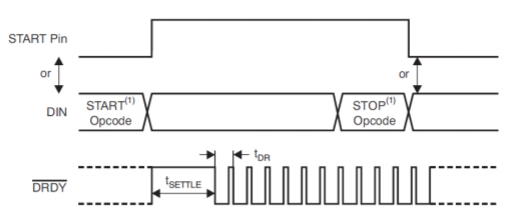 START Pin
or
or
DIN
START(1)
Opcode
STOP(1)
Opcode
tDR
DRDY
tSETTLE